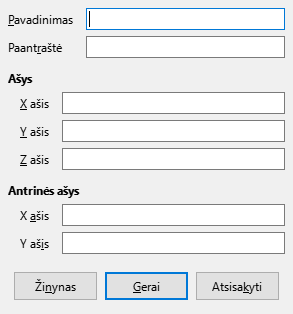 Pavadinimas
Paantraštė
Ašys
X ašis
Y ašis
Z ašis
Antrinės ašys
X ašis
Y ašis
Žinynas Gerai Atsisakyti